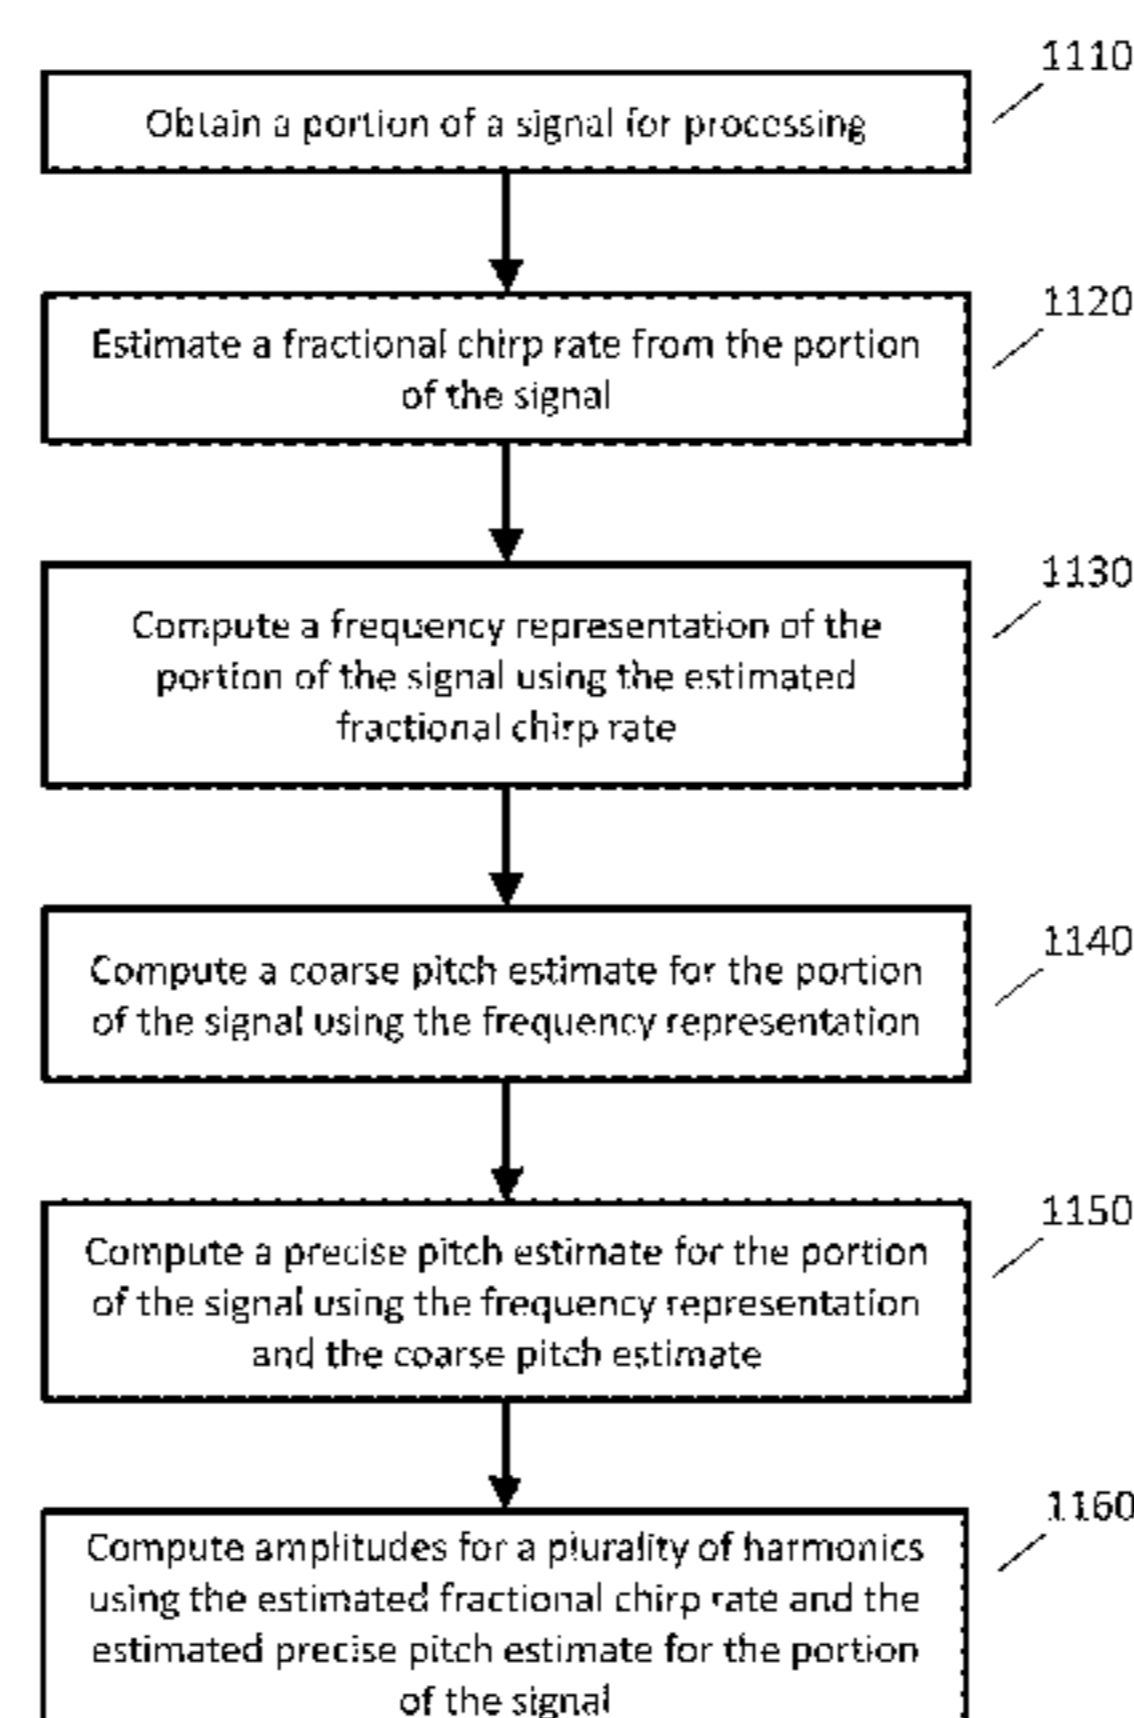 1110
Obtain a portion of a signal for processing
1120
Estimate a fractional chirp rate from the portion
of the signal
1130
Compute a frequency representation of the
portion of the signal using the estimated
fractional chirp rate
1140
Compute a coarse pitch estimate for the portion
of the signal using the frequency representation
1150
Compute a precise pitch estimate for the portion
of the signal using the frequency representation
and the coarse pitch estimate
1160
Compute amplitudes for a plurality of harmonics
using the estimated fractional chirp rate and the
estimated precise pitch estimate for the portion
of the signal